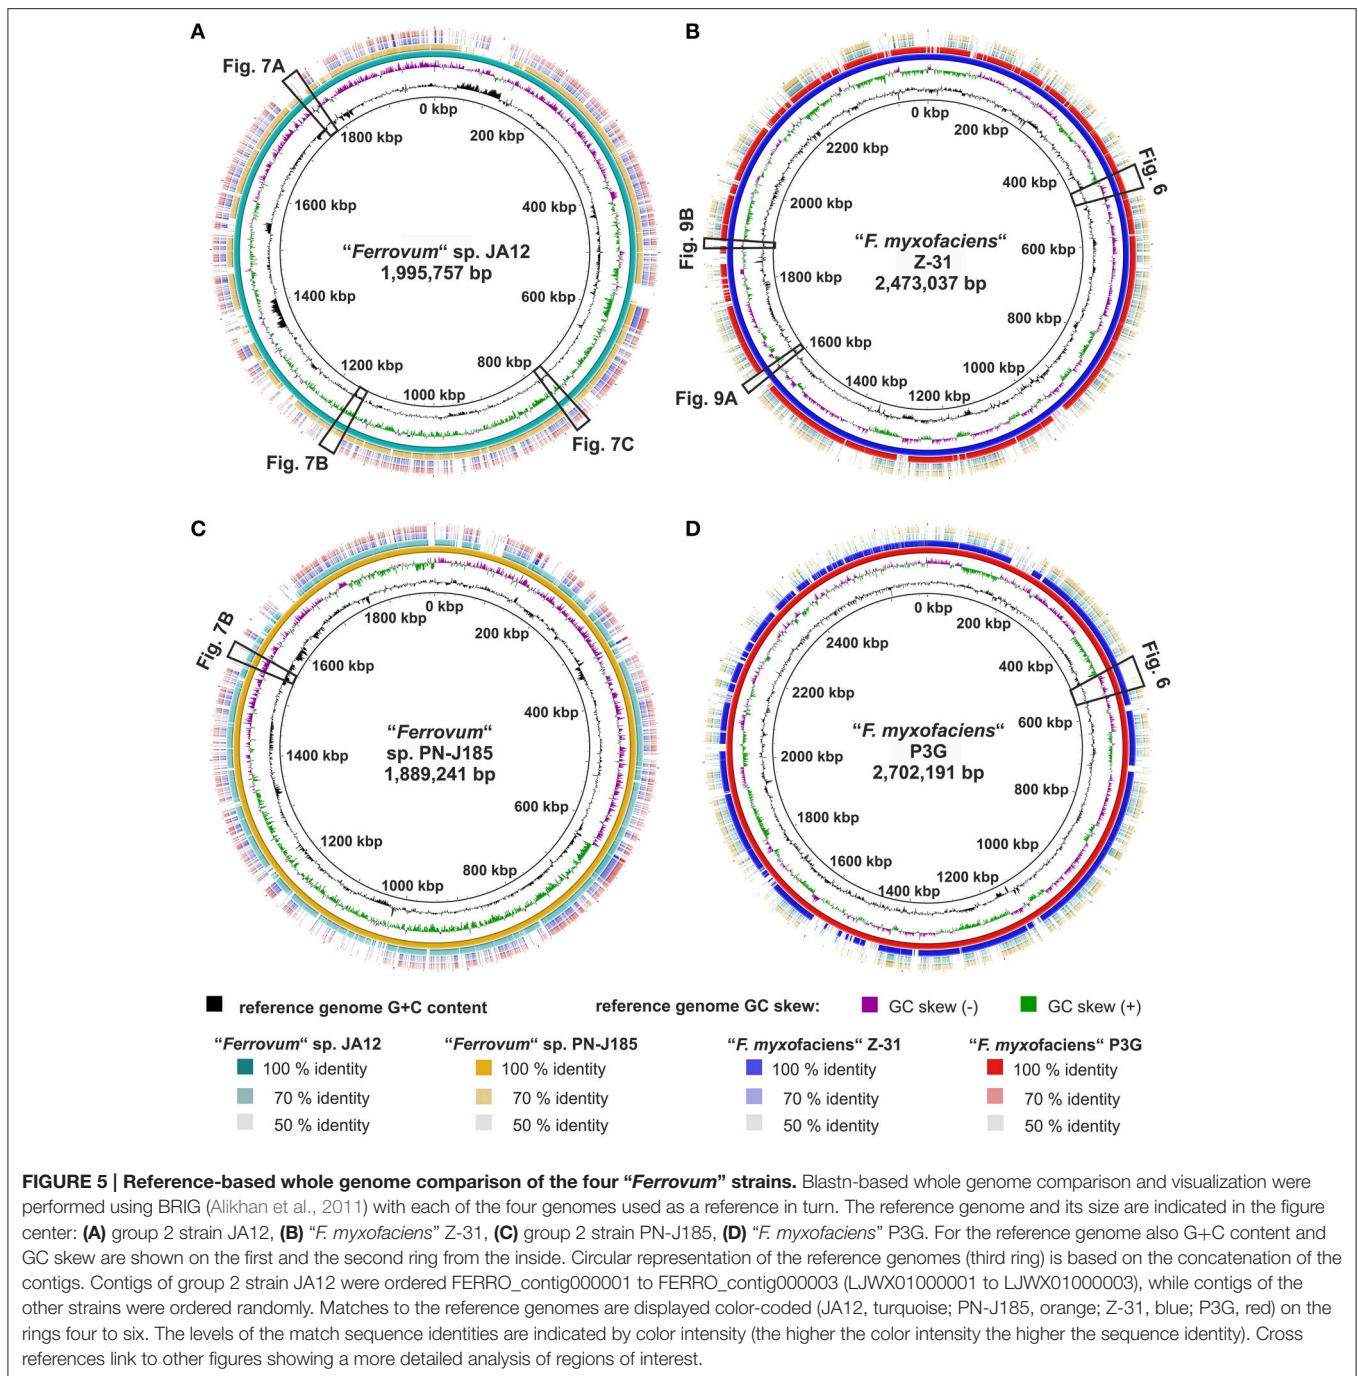 A
Fig. 7A
0 kbp
200 kbp
400 kbp
600 kbp
800 kbp
1000 kbp
1200 kbp
1400 kbp
1600 kbp
1800 kbp
“Ferrovum“ sp. JA12
1,995,757 bp
Fig. 7B
Fig. 7C
B
0 kbp
200 kbp
400 kbp
600 kbp
800 kbp
1000 kbp
1200 kbp
1400 kbp
1600 kbp
1800 kbp
2000 kbp
2200 kbp
“F. myxofaciens“
Z-31
2,473,037 bp
Fig. 6
Fig. 9B
Fig. 9A
C
0 kbp
200 kbp
400 kbp
600 kbp
800 kbp
1000 kbp
1200 kbp
1400 kbp
1600 kbp
1800 kbp
“Ferrovum“
sp. PN-J185
1,889,241 bp
Fig. 7B
D
0 kbp
200 kbp
400 kbp
600 kbp
800 kbp
1000 kbp
1200 kbp
1400 kbp
1600 kbp
1800 kbp
2000 kbp
2200 kbp
2400 kbp
“F. myxofaciens“
P3G
2,702,191 bp
Fig. 6
reference genome G+C content
reference genome GC skew:
GC skew (-)
GC skew (+)
“Ferrovum“ sp. JA12
100 % identity
70 % identity
50 % identity
“Ferrovum“ sp. PN-J185
100 % identity
70 % identity
50 % identity
“F. myxofaciens“ Z-31
100 % identity
70 % identity
50 % identity
“F. myxofaciens“ P3G
100 % identity
70 % identity
50 % identity
FIGURE 5 | Reference-based whole genome comparison of the four “Ferrovum” strains. Blastn-based whole genome comparison and visualization were
performed using BRIG (Alikhan et al., 2011) with each of the four genomes used as a reference in turn. The reference genome and its size are indicated in the figure
center: (A) group 2 strain JA12, (B) “F. myxofaciens” Z-31, (C) group 2 strain PN-J185, (D) “F. myxofaciens” P3G. For the reference genome also G+C content and
GC skew are shown on the first and the second ring from the inside. Circular representation of the reference genomes (third ring) is based on the concatenation of the
contigs. Contigs of group 2 strain JA12 were ordered FERRO_contig000001 to FERRO_contig000003 (LJWX01000001 to LJWX01000003), while contigs of the
other strains were ordered randomly. Matches to the reference genomes are displayed color-coded (JA12, turquoise; PN-J185, orange; Z-31, blue; P3G, red) on the
rings four to six. The levels of the match sequence identities are indicated by color intensity (the higher the color intensity the higher the sequence identity). Cross
references link to other figures showing a more detailed analysis of regions of interest.